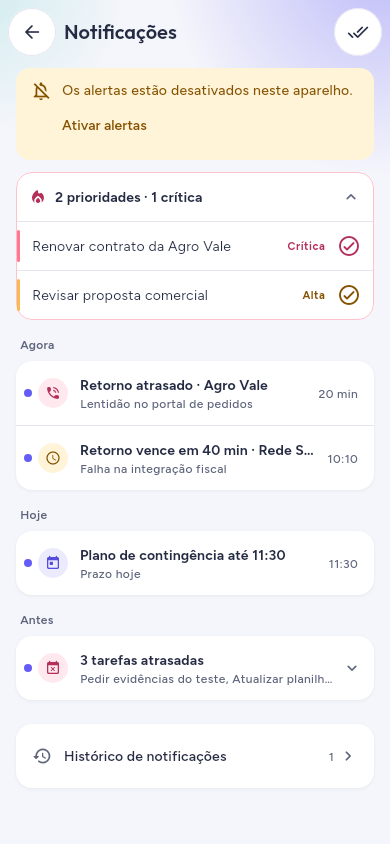 Notificações
Os alertas estão desativados neste aparelho.
Ativar alertas
2 prioridades · 1 crítica
Renovar contrato da Agro Vale
Crítica
Revisar proposta comercial
Alta
Agora
Retorno atrasado · Agro Vale
20 min
Lentidão no portal de pedidos
Retorno vence em 40 min · Rede S...
10:10
Falha na integração fiscal
Hoje
Plano de contingência até 11:30
11:30
Prazo hoje
Antes
3 tarefas atrasadas
Pedir evidências do teste, Atualizar planilh...
Histórico de notificações
1